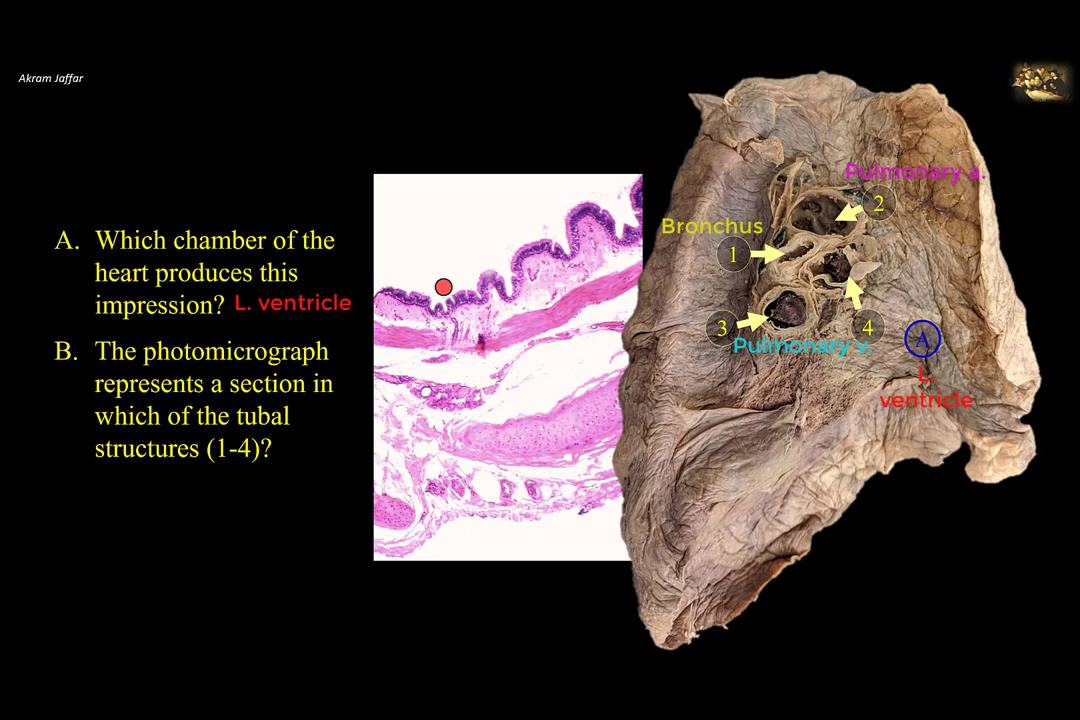 Akram Jaffar
A. Which chamber of the
heart produces this
impression? L. ventricle
B. The photomicrograph
represents a section in
which of the tubal
structures (1-4)?
Pulmonary a.
2
Bronchus
1
3
4
Pulmonary v.
A
L.
ventricle